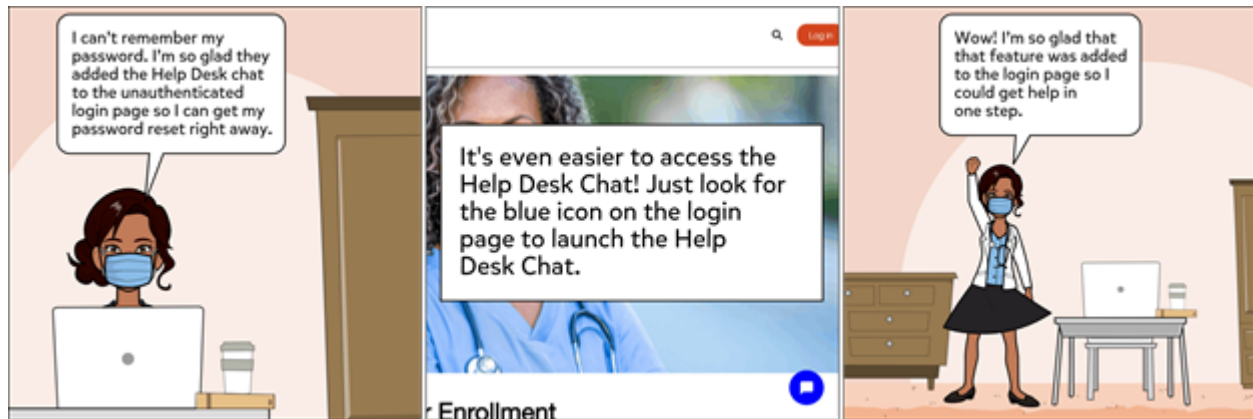 I can't remember my
password. I'm so glad they
added the Help Desk chat
to the unauthenticated
login page so I can get my
password reset right away.
Log in
It's even easier to access the
Help Desk Chat! Just look for
the blue icon on the login
page to launch the Help
Desk Chat.
r Enrollment
Wow! I'm so glad that
that feature was added
to the login page so I
could get help in
one step.